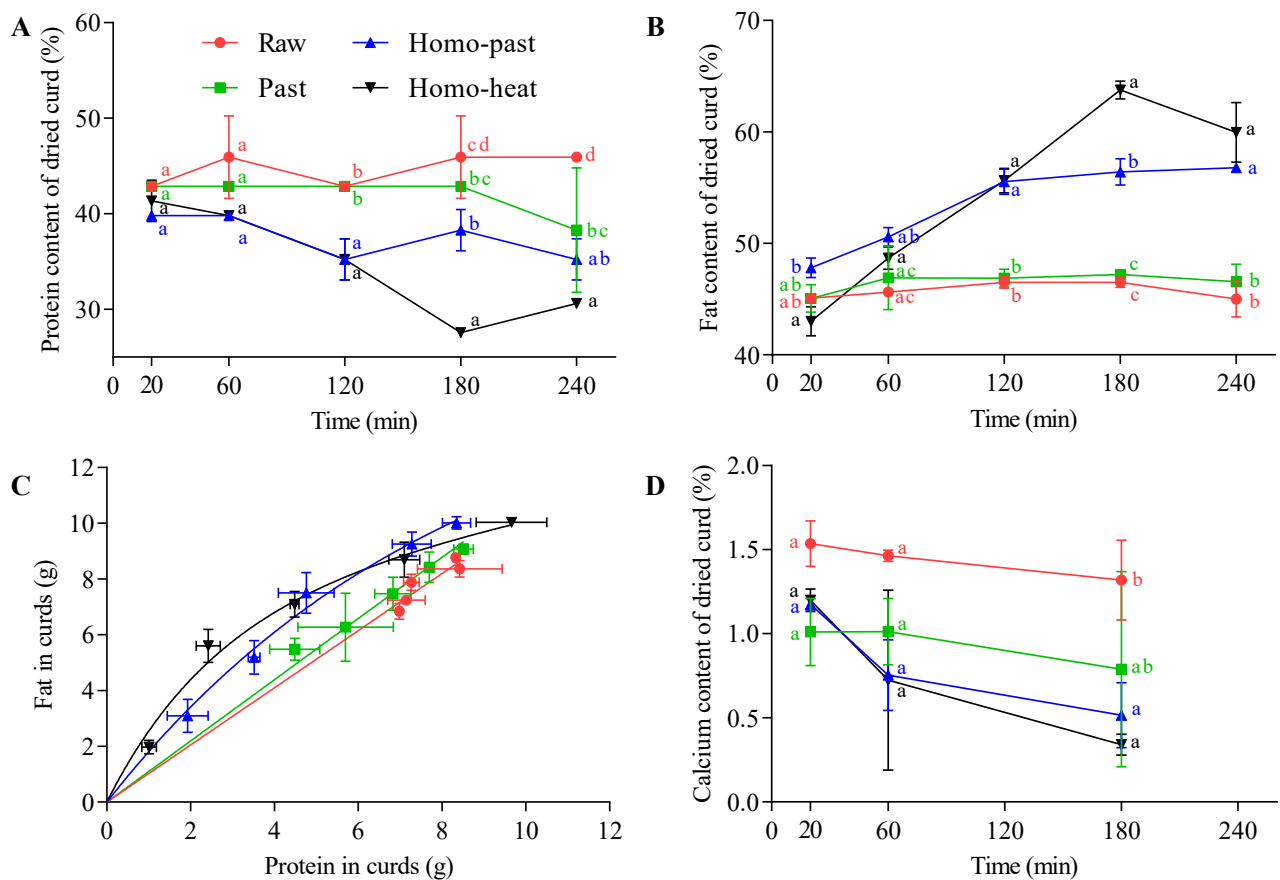 A
Protein content of dried curd (%)
60
50
40
30
Raw
Homo-past
Past
Homo-heat
a
a
a
a
a
a
a
a
b
b
a
a
cd
bc
b
a
d
bc
ab
a
0
20
60
120
180
240
Time (min)
B
Fat content of dried curd (%)
70
60
50
40
b
ab
ab
a
ab
a
ac
ac
a
a
b
b
a
b
c
c
a
a
b
b
0
20
60
120
180
240
Time (min)
C
Fat in curds (g)
12
10
8
6
4
2
0
0
2
4
6
8
10
12
Protein in curds (g)
D
Calcium content of dried curd (%)
2.0
1.5
1.0
0.5
0.0
a
a
a
a
a
a
a
a
b
ab
a
a
0
20
60
120
180
240
Time (min)